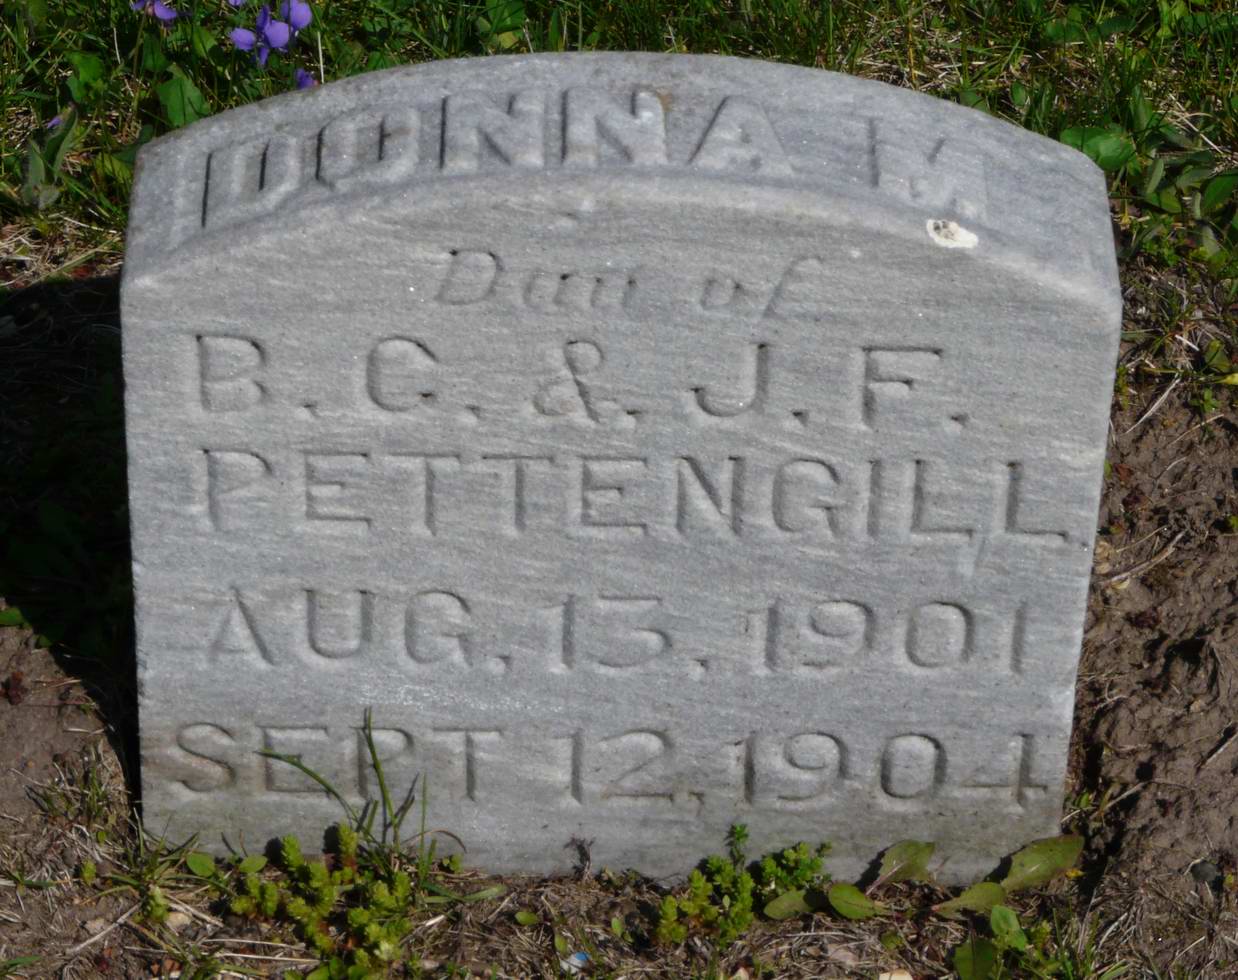 DONNA M
Dau of
B. C. & J. F.
PETTENGILL
AUG. 13, 1901
SEPT 12, 1904